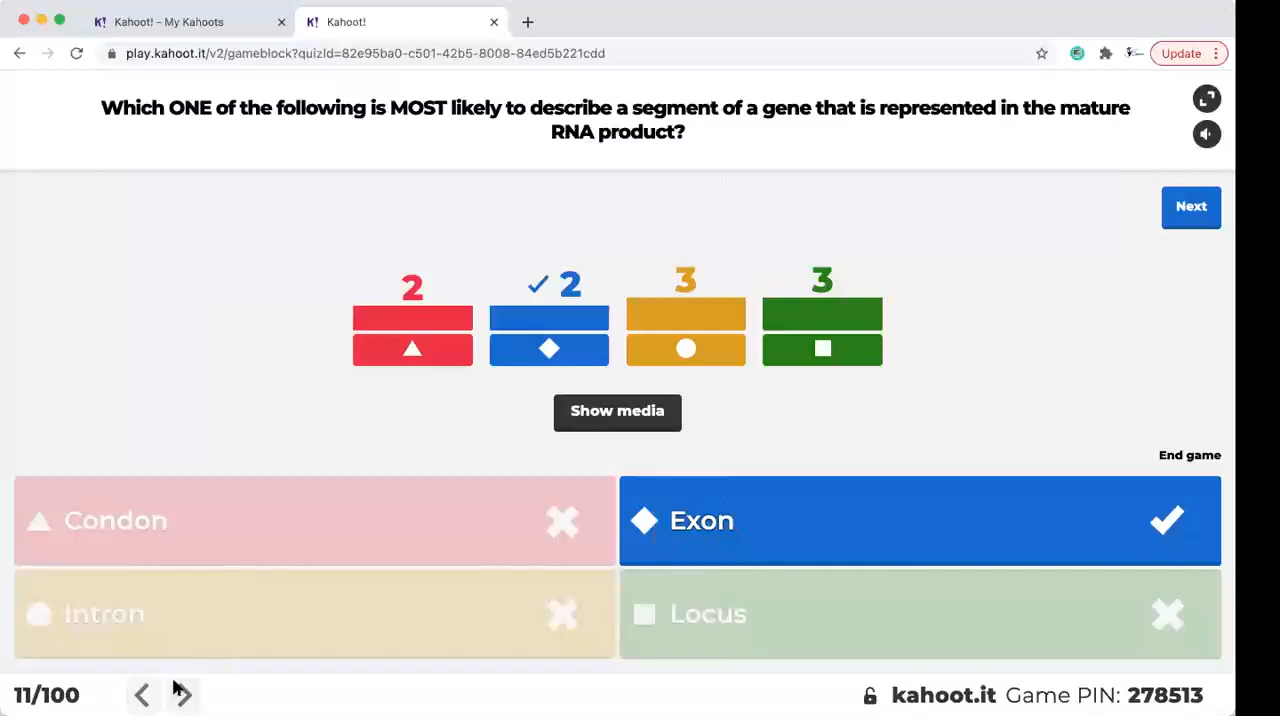 K! Kahoot! - My Kahoots
K! Kahoot!
play.kahoot.it/v2/gameblock?quizId=82e95ba0-c501-42b5-8008-84ed5b221cdd
Update
Which ONE of the following is MOST likely to describe a segment of a gene that is represented in the mature
RNA product?
Next
2
2
3
3
Show media
End game
Condon
Exon
Intron
Locus
11/100
kahoot.it Game PIN: 278513